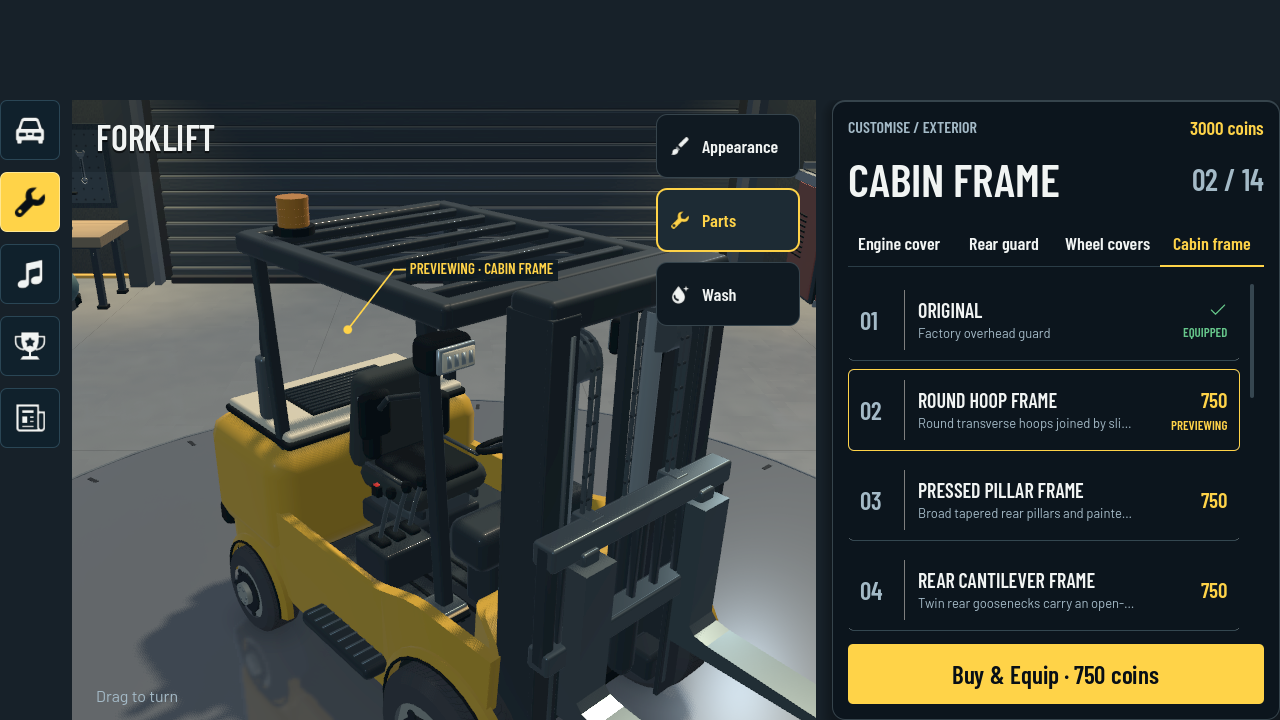 FORKLIFT
Appearance
Parts
Wash
PREVIEWING · CABIN FRAME
Drag to turn
CUSTOMISE / EXTERIOR
3000 coins
CABIN FRAME
02 / 14
Engine cover
Rear guard
Wheel covers
Cabin frame
01
ORIGINAL
Factory overhead guard
EQUIPPED
02
ROUND HOOP FRAME
Round transverse hoops joined by sli...
750
PREVIEWING
03
PRESSED PILLAR FRAME
Broad tapered rear pillars and painte...
750
04
REAR CANTILEVER FRAME
Twin rear goosenecks carry an open-...
750
Buy & Equip · 750 coins